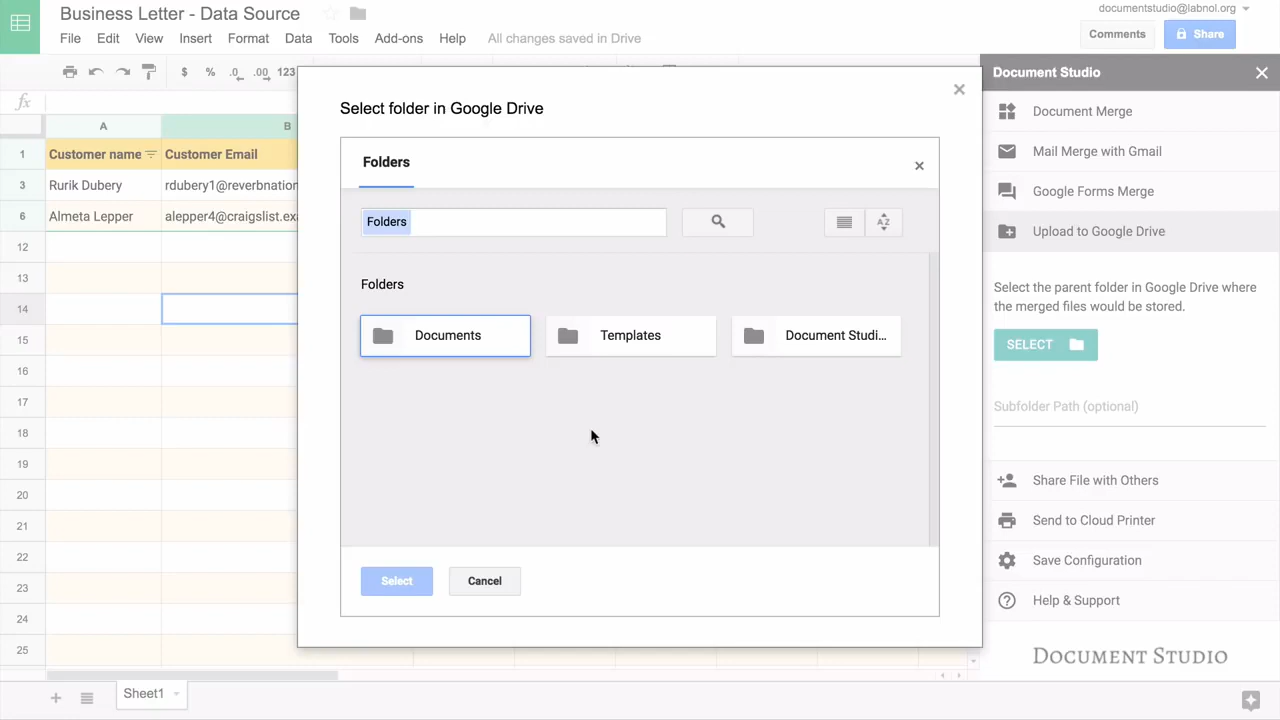 Business Letter - Data Source
documentstudio@labnol.org
File Edit View Insert Format Data Tools Add-ons Help All changes saved in Drive
Comments
Share
$ % .0 .00 123
fx
A B
1 Customer name Customer Email
3 Rurik Dubery rdubery1@reverbnation
6 Almeta Lepper alepper4@craigslist.ex
12
13
14
15
16
17
18
19
20
21
22
23
24
25
Sheet1
Select folder in Google Drive
Folders
Folders
Folders
Documents Templates Document Studi...
Select Cancel
Document Studio
Document Merge
Mail Merge with Gmail
Google Forms Merge
Upload to Google Drive
Select the parent folder in Google Drive where
the merged files would be stored.
SELECT
Subfolder Path (optional)
Share File with Others
Send to Cloud Printer
Save Configuration
Help & Support
DOCUMENT STUDIO